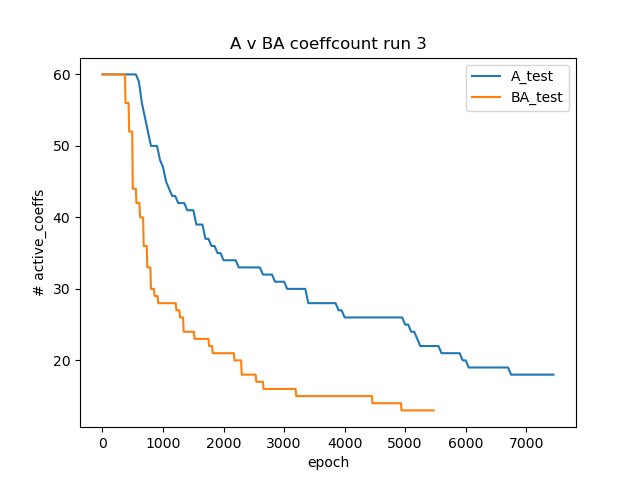 A v BA coeffcount run 3
A_test
BA_test
60
50
40
30
20
# active_coeffs
0 1000 2000 3000 4000 5000 6000 7000
epoch